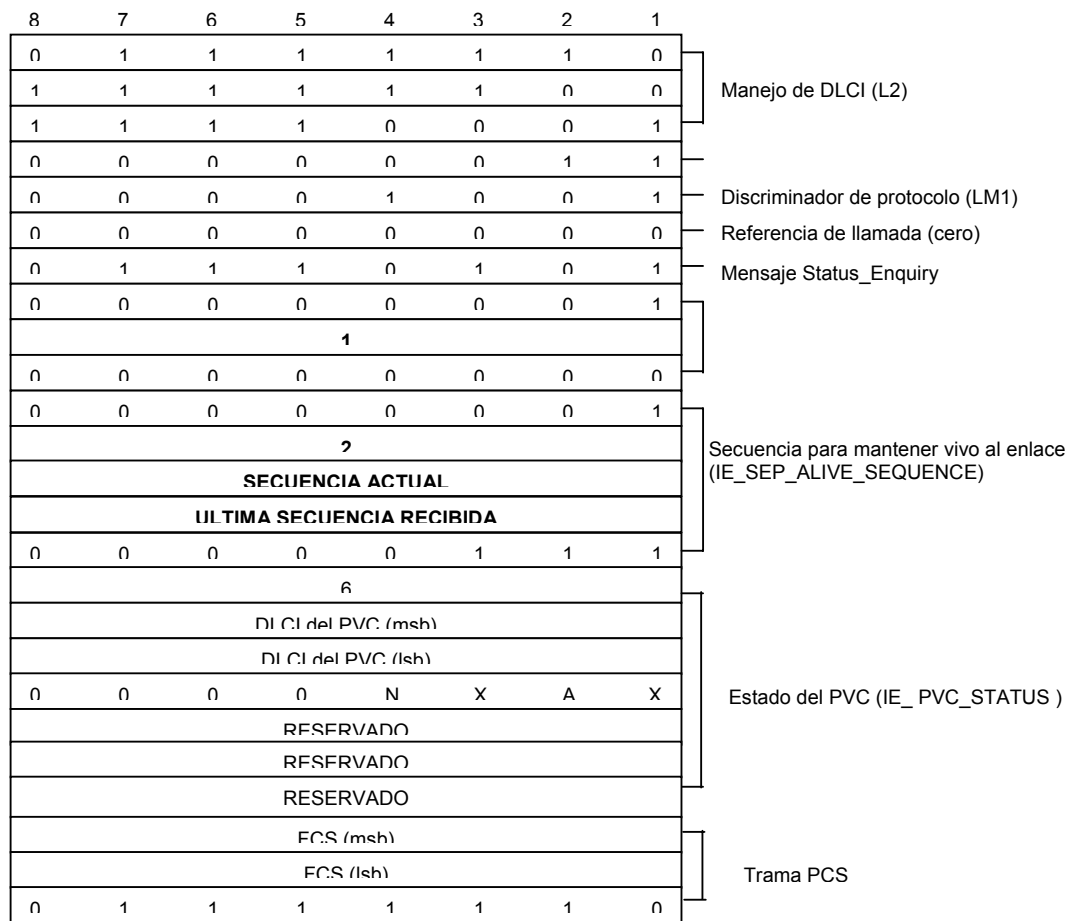 8 7 6 5 4 3 2 1
0 1 1 1 1 1 1 0
1 1 1 1 1 1 0 0 Manejo de DLCI (L2)
1 1 1 1 0 0 0 1
0 0 0 0 0 0 1 1
0 0 0 0 1 0 0 1 Discriminador de protocolo (LM1)
0 0 0 0 0 0 0 0 Referencia de llamada (cero)
0 1 1 1 0 1 0 1 Mensaje Status_Enquiry
0 0 0 0 0 0 0 1
1
0 0 0 0 0 0 0 0
0 0 0 0 0 0 0 1
2 Secuencia para mantener vivo al enlace
SECUENCIA ACTUAL (IE_SEP_ALIVE_SEQUENCE)
ULTIMA SECUENCIA RECIBIDA
0 0 0 0 0 1 1 1
6
DLCI del PVC (msb)
DLCI del PVC (lsb)
0 0 0 0 N X A X Estado del PVC (IE_ PVC_STATUS )
RESERVADO
RESERVADO
RESERVADO
FCS (msb)
FCS (lsb) Trama PCS
0 1 1 1 1 1 1 0